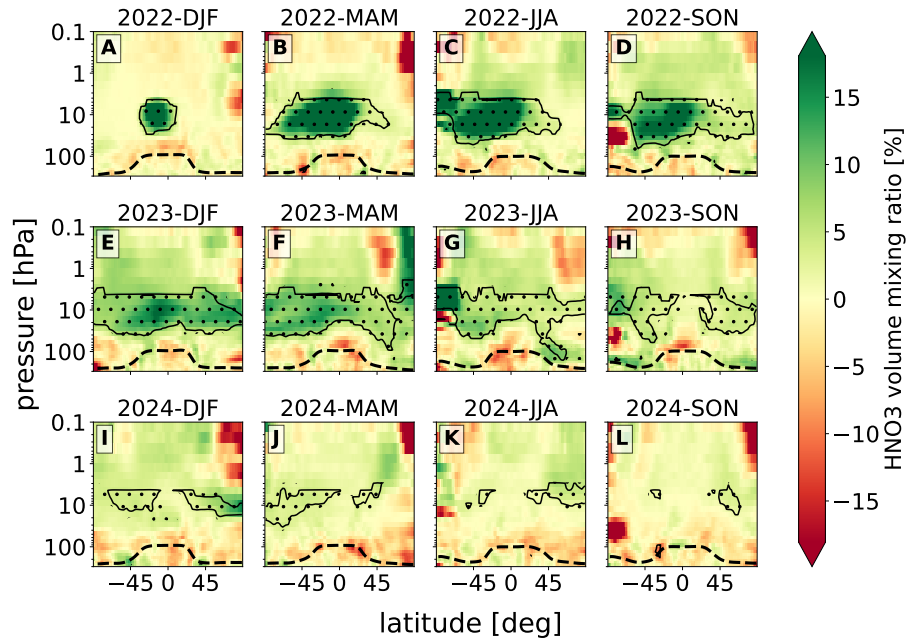 2022-DJF 2022-MAM 2022-JJA 2022-SON
A B C D
0.1
1
10
100
2023-DJF 2023-MAM 2023-JJA 2023-SON
E F G H
0.1
1
10
100
2024-DJF 2024-MAM 2024-JJA 2024-SON
I J K L
0.1
1
10
100
−45 0 45 −45 0 45 −45 0 45 −45 0 45
latitude [deg]
pressure [hPa]
15
10
5
0
−5
−10
−15
HNO3 volume mixing ratio [%]